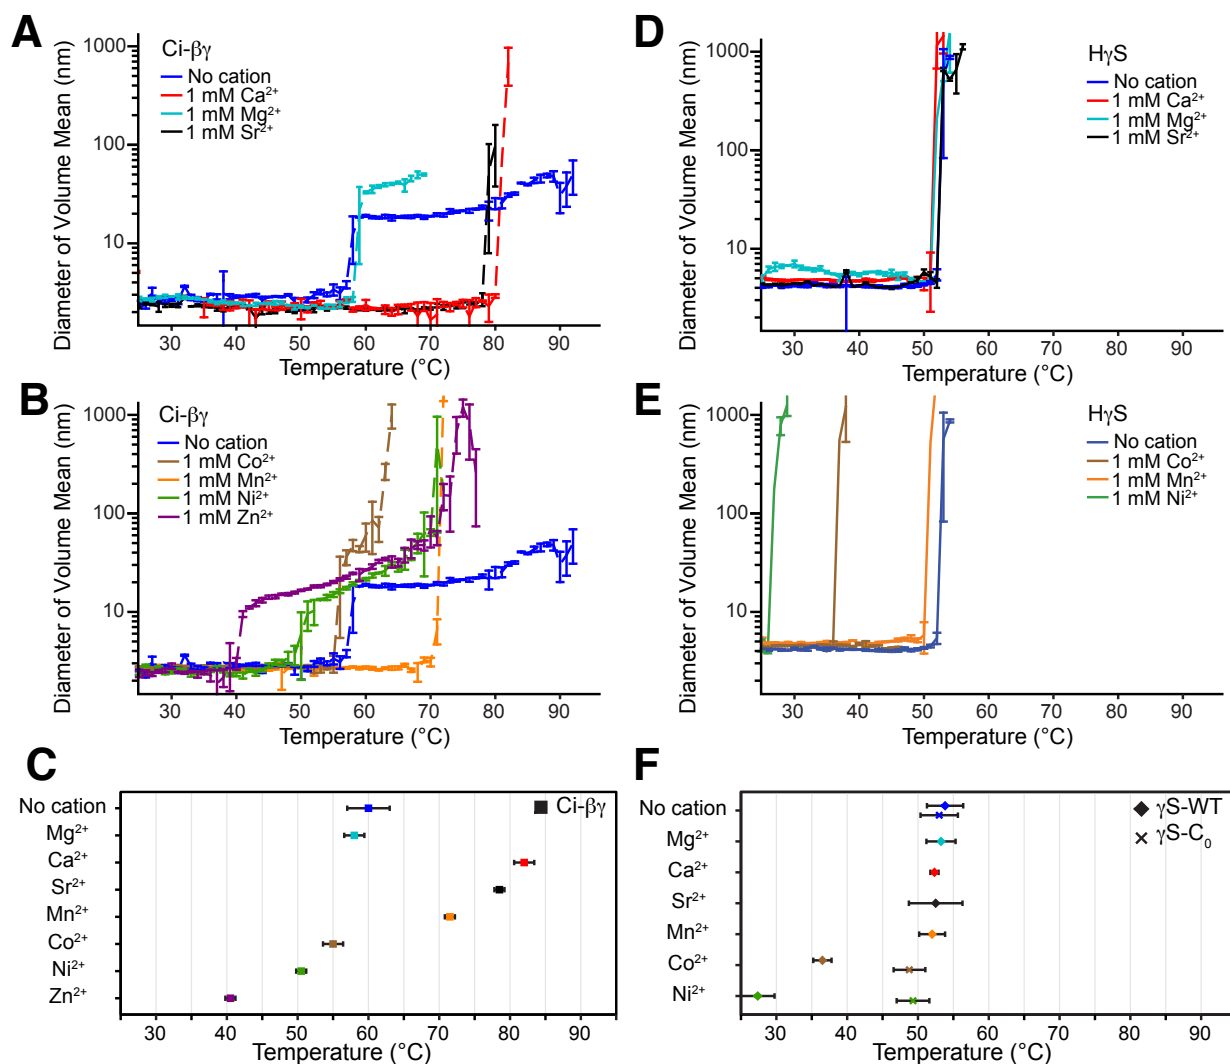 A
Ci-βγ
No cation
1 mM Ca²⁺
1 mM Mg²⁺
1 mM Sr²⁺
Diameter of Volume Mean (nm)
1000
100
10
30 40 50 60 70 80 90
Temperature (°C)
D
HγS
No cation
1 mM Ca²⁺
1 mM Mg²⁺
1 mM Sr²⁺
Diameter of Volume Mean (nm)
1000
100
10
30 40 50 60 70 80 90
Temperature (°C)
B
Ci-βγ
No cation
1 mM Co²⁺
1 mM Mn²⁺
1 mM Ni²⁺
1 mM Zn²⁺
Diameter of Volume Mean (nm)
1000
100
10
30 40 50 60 70 80 90
Temperature (°C)
E
HγS
No cation
1 mM Co²⁺
1 mM Mn²⁺
1 mM Ni²⁺
Diameter of Volume Mean (nm)
1000
100
10
30 40 50 60 70 80 90
Temperature (°C)
C
Ci-βγ
No cation
Mg²⁺
Ca²⁺
Sr²⁺
Mn²⁺
Co²⁺
Ni²⁺
Zn²⁺
30 40 50 60 70 80 90
Temperature (°C)
F
γS-WT
γS-C₀
No cation
Mg²⁺
Ca²⁺
Sr²⁺
Mn²⁺
Co²⁺
Ni²⁺
30 40 50 60 70 80 90
Temperature (°C)